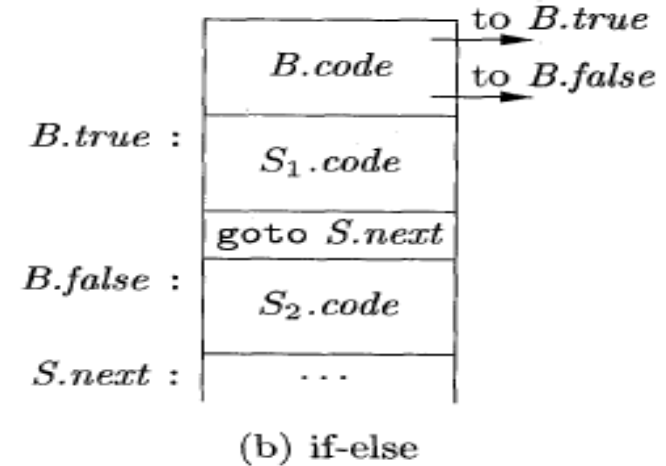 to B.true
B.code
to B.false
B.true :
S₁.code
goto S.next
B.false :
S₂.code
S.next : ...
(b) if-else